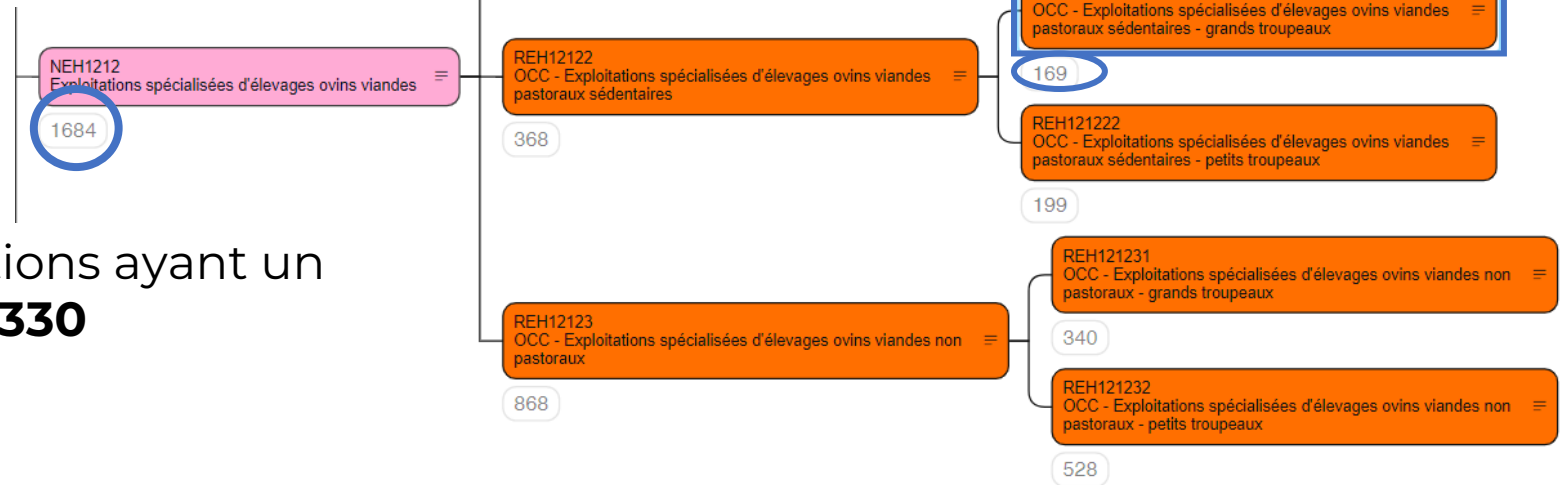 OCC - Exploitations spécialisées d'élevages ovins viandes
pastoraux sédentaires - grands troupeaux
169
NEH1212
Exploitations spécialisées d'élevages ovins viandes
1684
REH12122
OCC - Exploitations spécialisées d'élevages ovins viandes
pastoraux sédentaires
368
REH121222
OCC - Exploitations spécialisées d'élevages ovins viandes
pastoraux sédentaires - petits troupeaux
199
tions ayant un
330
REH12123
OCC - Exploitations spécialisées d'élevages ovins viandes non
pastoraux
868
REH121231
OCC - Exploitations spécialisées d'élevages ovins viandes non
pastoraux - grands troupeaux
340
REH121232
OCC - Exploitations spécialisées d'élevages ovins viandes non
pastoraux - petits troupeaux
528